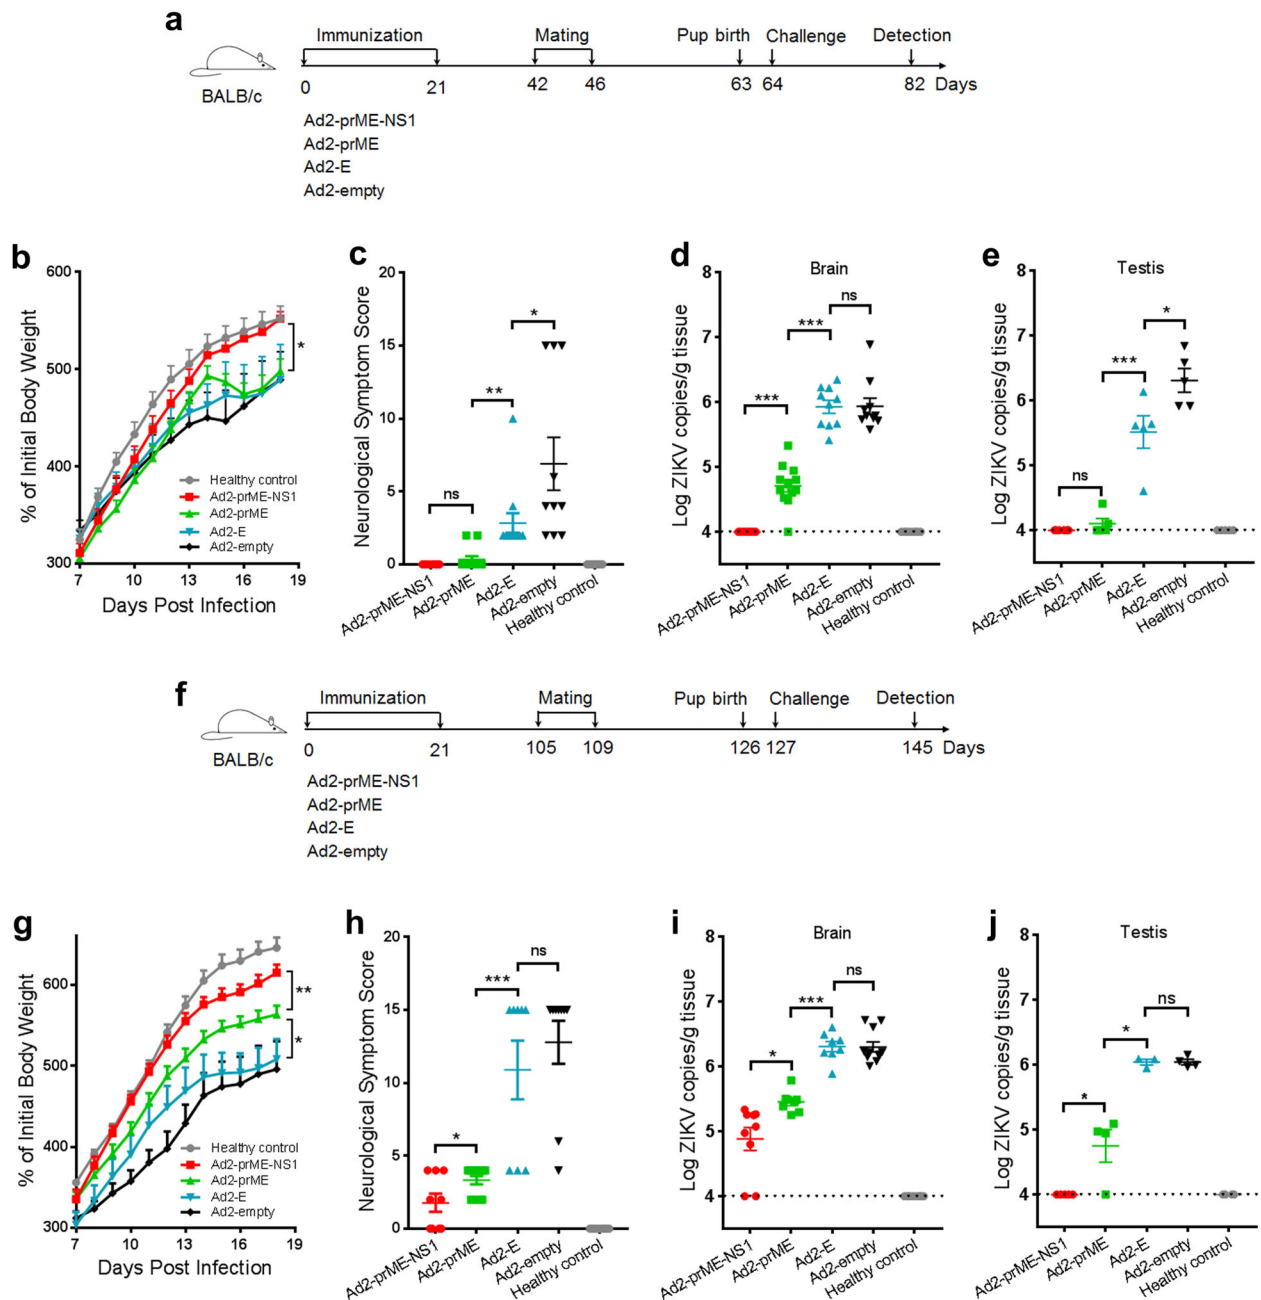 a
Immunization Mating Pup birth Challenge Detection
0 21 42 46 63 64 82 Days
BALB/c
Ad2-prME-NS1
Ad2-prME
Ad2-E
Ad2-empty
b
% of Initial Body Weight
600
500
400
300
7 10 13 16 19
Days Post Infection
Healthy control
Ad2-prME-NS1
Ad2-prME
Ad2-E
Ad2-empty
*
c
Neurological Symptom Score
20
15
10
5
0
ns
**
*
Ad2-prME-NS1
Ad2-prME
Ad2-E
Ad2-empty
Healthy control
d
Brain
Log ZIKV copies/g tissue
8
7
6
5
4
***
***
ns
Ad2-prME-NS1
Ad2-prME
Ad2-E
Ad2-empty
Healthy control
e
Testis
Log ZIKV copies/g tissue
8
7
6
5
4
ns
***
*
Ad2-prME-NS1
Ad2-prME
Ad2-E
Ad2-empty
Healthy control
f
Immunization Mating Pup birth Challenge Detection
0 21 105 109 126 127 145 Days
BALB/c
Ad2-prME-NS1
Ad2-prME
Ad2-E
Ad2-empty
g
% of Initial Body Weight
600
500
400
300
7 10 13 16 19
Days Post Infection
Healthy control
Ad2-prME-NS1
Ad2-prME
Ad2-E
Ad2-empty
**
*
h
Neurological Symptom Score
20
15
10
5
0
*
***
ns
Ad2-prME-NS1
Ad2-prME
Ad2-E
Ad2-empty
Healthy control
i
Brain
Log ZIKV copies/g tissue
8
7
6
5
4
*
***
ns
Ad2-prME-NS1
Ad2-prME
Ad2-E
Ad2-empty
Healthy control
j
Testis
Log ZIKV copies/g tissue
8
7
6
5
4
*
*
ns
Ad2-prME-NS1
Ad2-prME
Ad2-E
Ad2-empty
Healthy control